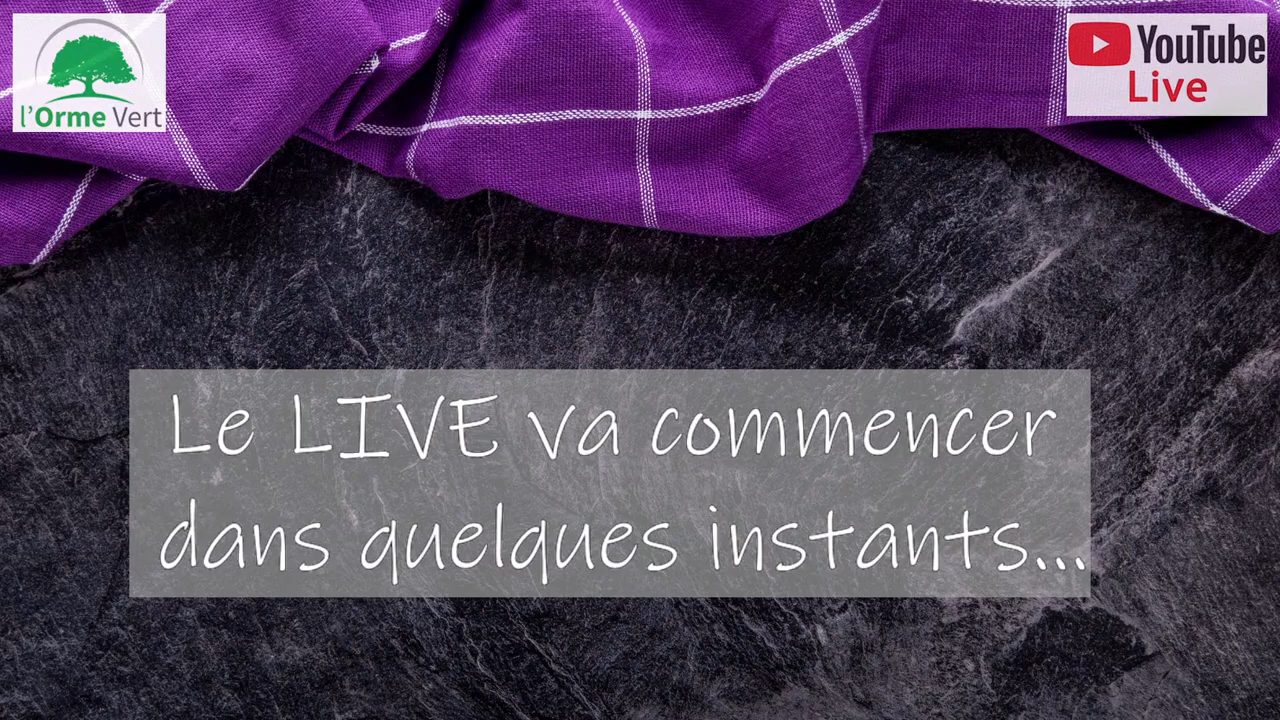 l'Orme Vert
YouTube
Live
Le LIVE va commencer
dans quelques instants...